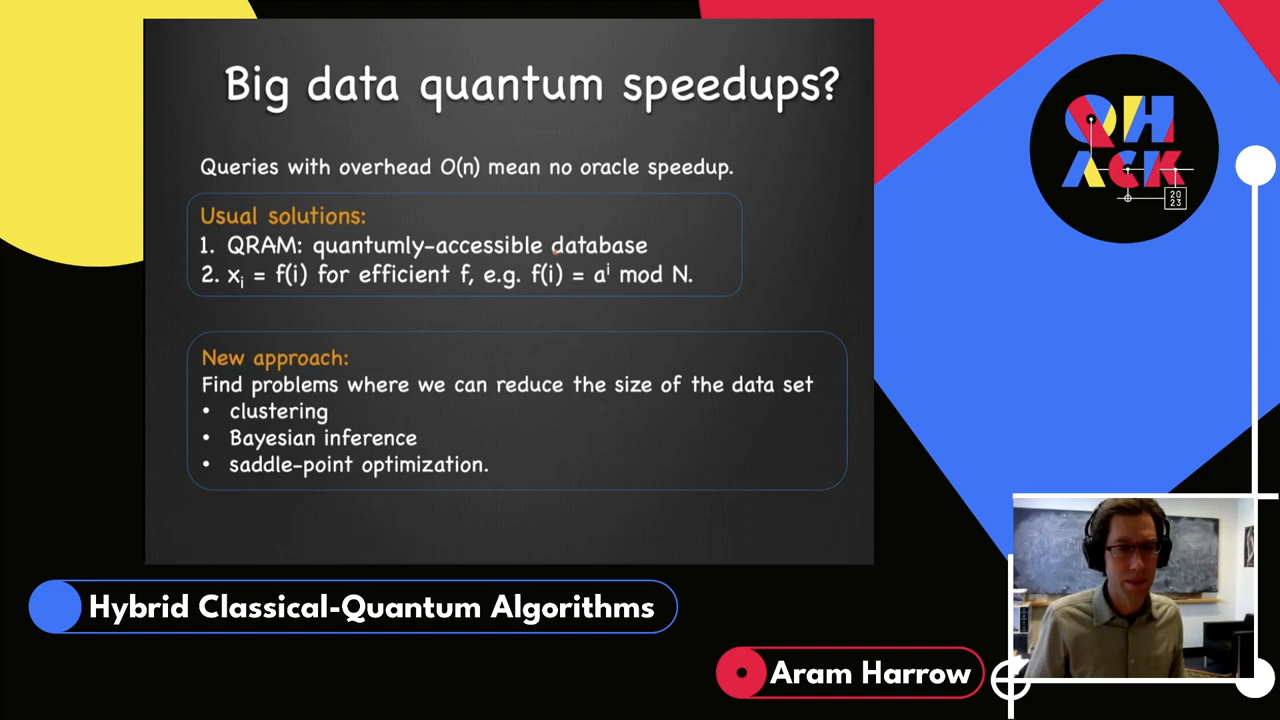 Big data quantum speedups?
Queries with overhead O(n) mean no oracle speedup.
Usual solutions:
1. QRAM: quantumly-accessible database
2. xᵢ = f(i) for efficient f, e.g. f(i) = aⁱ mod N.
New approach:
Find problems where we can reduce the size of the data set
• clustering
• Bayesian inference
• saddle-point optimization.
QH
ACK
20
23
Hybrid Classical-Quantum Algorithms
Aram Harrow